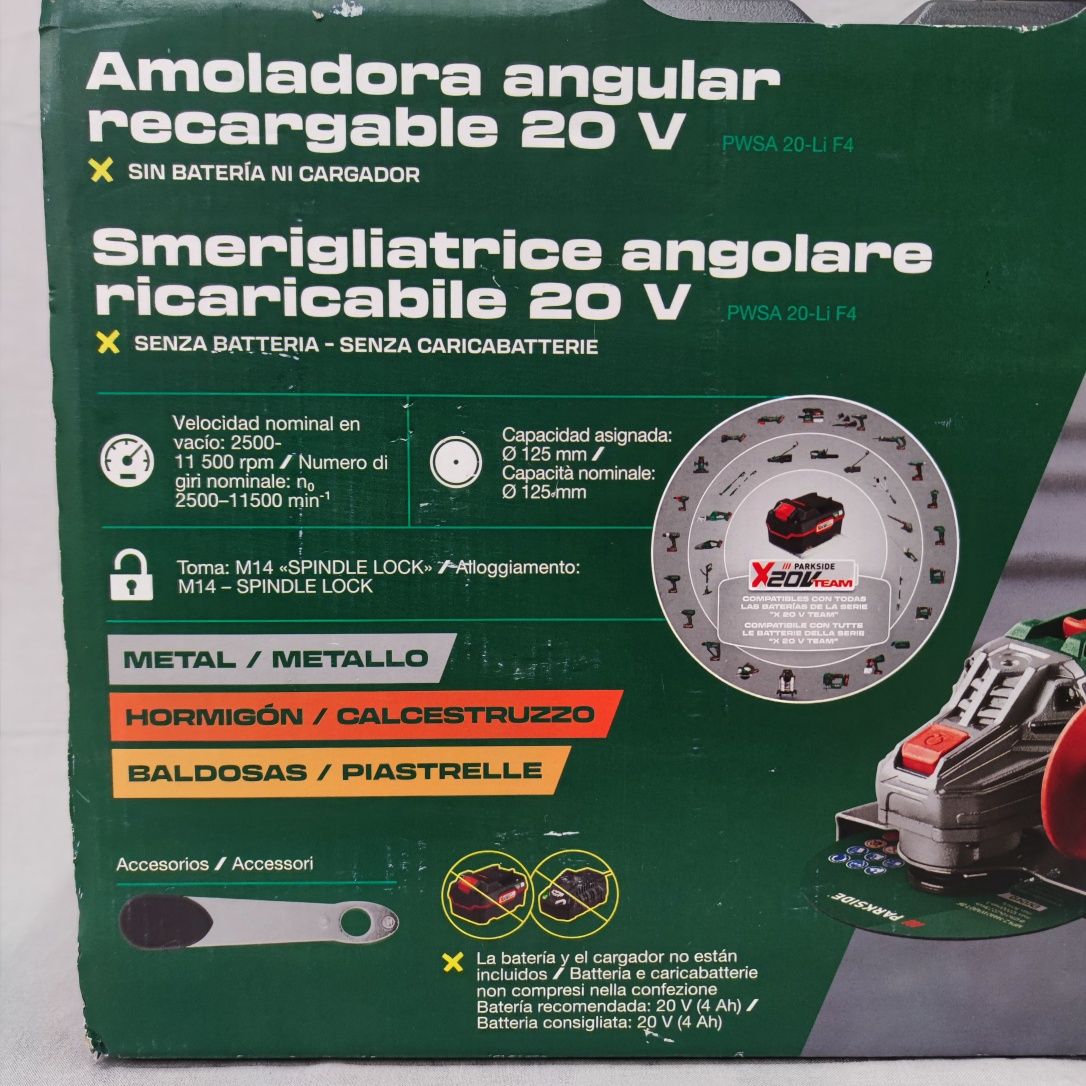 Amoladora angular
recargable 20 V PWSA 20-Li F4
SIN BATERÍA NI CARGADOR
Smerigliatrice angolare
ricaricabile 20 V PWSA 20-Li F4
SENZA BATTERIA – SENZA CARICABATTERIE
Velocidad nominal en
vacío: 2500-
11 500 rpm / Numero di
giri nominale: n₀
2500–11500 min⁻¹
Capacidad asignada:
Ø 125 mm /
Capacità nominale:
Ø 125 mm
Toma: M14 «SPINDLE LOCK» / Alloggiamento:
M14 – SPINDLE LOCK
/// PARKSIDE
X20V TEAM
COMPATIBLES CON TODAS
LAS BATERÍAS DE LA SERIE
"X 20 V TEAM"
COMPATIBILE CON TUTTE
LE BATTERIE DELLA SERIE
"X 20 V TEAM"
METAL / METALLO
HORMIGÓN / CALCESTRUZZO
BALDOSAS / PIASTRELLE
Accesorios / Accessori
La batería y el cargador no están
incluidos / Batteria e caricabatterie
non compresi nella confezione
Batería recomendada: 20 V (4 Ah) /
Batteria consigliata: 20 V (4 Ah)
/// PARKSIDE